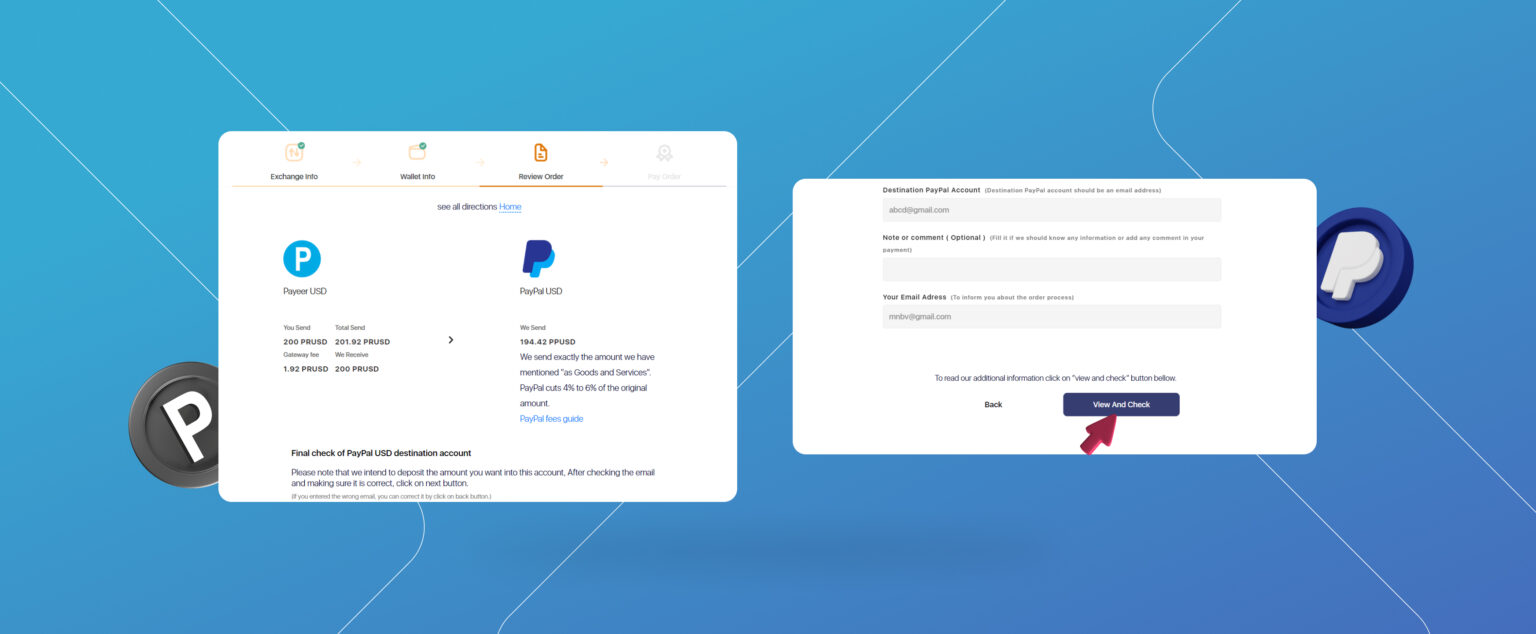 Exchange Info
Wallet Info
Review Order
Pay Order
see all directions Home
P
Payeer USD
PayPal USD
You Send
Total Send
200 PRUSD
201.92 PRUSD
Gateway fee
We Receive
1.92 PRUSD
200 PRUSD
We Send
194.42 PPUSD
We send exactly the amount we have
mentioned "as Goods and Services".
PayPal cuts 4% to 6% of the original
amount.
PayPal fees guide
Final check of PayPal USD destination account
Please note that we intend to deposit the amount you want into this account, After checking the email
and making sure it is correct, click on next button.
(If you entered the wrong email, you can correct it by click on back button.)
P
Destination PayPal Account (Destination PayPal account should be an email address)
abcd@gmail.com
Note or comment ( Optional ) (Fill it if we should know any information or add any comment in your
payment)
Your Email Adress (To inform you about the order process)
mnbv@gmail.com
To read our additional information click on "view and check" button bellow.
Back
View And Check